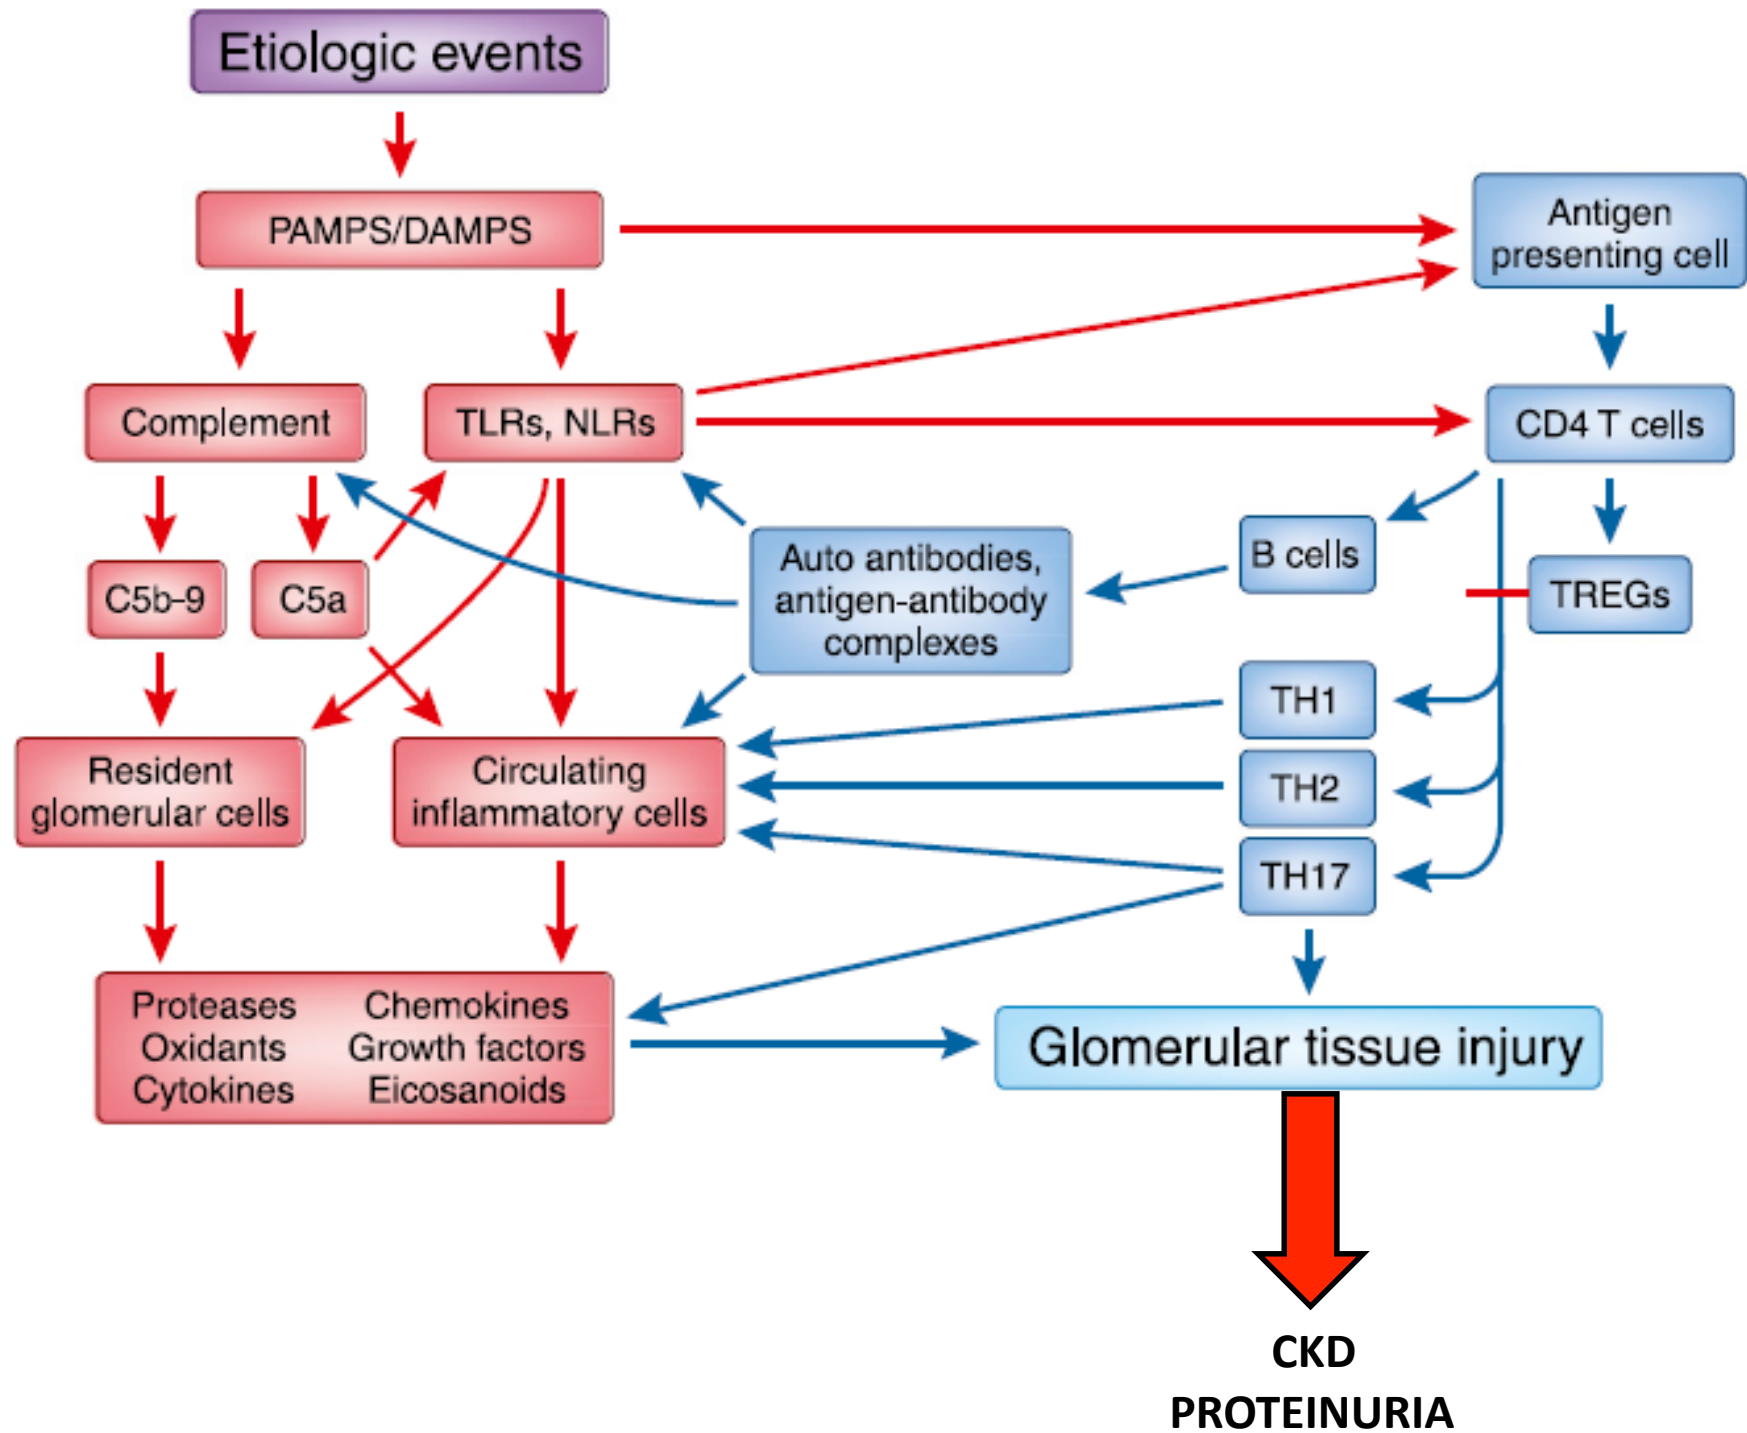 Etiologic events
PAMPS/DAMPS
Antigen
presenting cell
Complement
TLRs, NLRs
CD4 T cells
C5b-9
C5a
Auto antibodies,
antigen-antibody
complexes
B cells
TREGs
TH1
TH2
TH17
Resident
glomerular cells
Circulating
inflammatory cells
Proteases
Oxidants
Cytokines
Chemokines
Growth factors
Eicosanoids
Glomerular tissue injury
CKD
PROTEINURIA